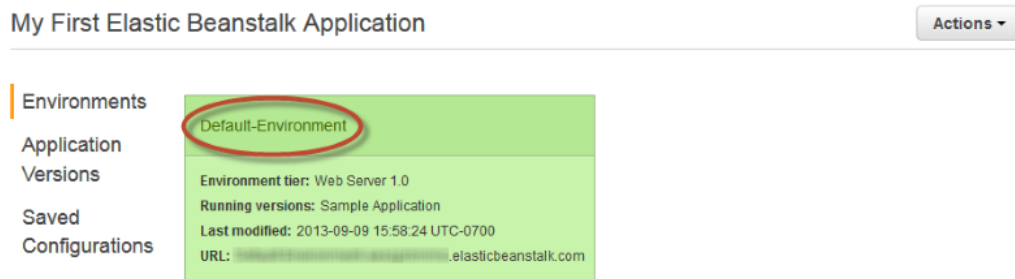 My First Elastic Beanstalk Application
Actions
Environments
Application
Versions
Saved
Configurations
Default-Environment
Environment tier: Web Server 1.0
Running versions: Sample Application
Last modified: 2013-09-09 15:58:24 UTC-0700
URL: .elasticbeanstalk.com